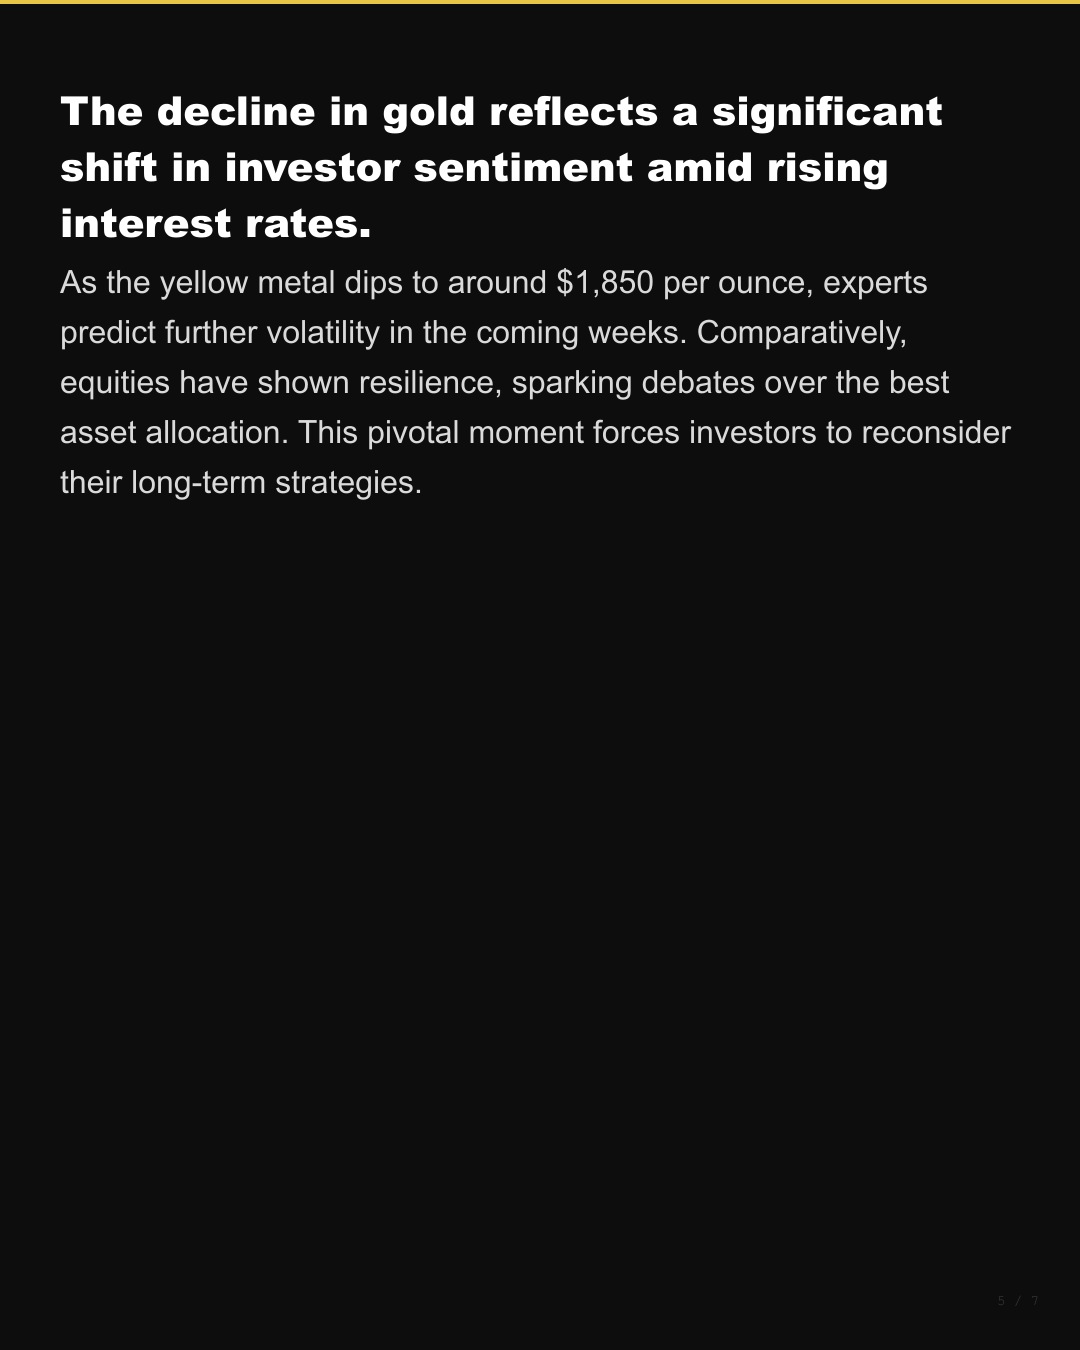 The decline in gold reflects a significant
shift in investor sentiment amid rising
interest rates.
As the yellow metal dips to around $1,850 per ounce, experts
predict further volatility in the coming weeks. Comparatively,
equities have shown resilience, sparking debates over the best
asset allocation. This pivotal moment forces investors to reconsider
their long-term strategies.
5 / 7